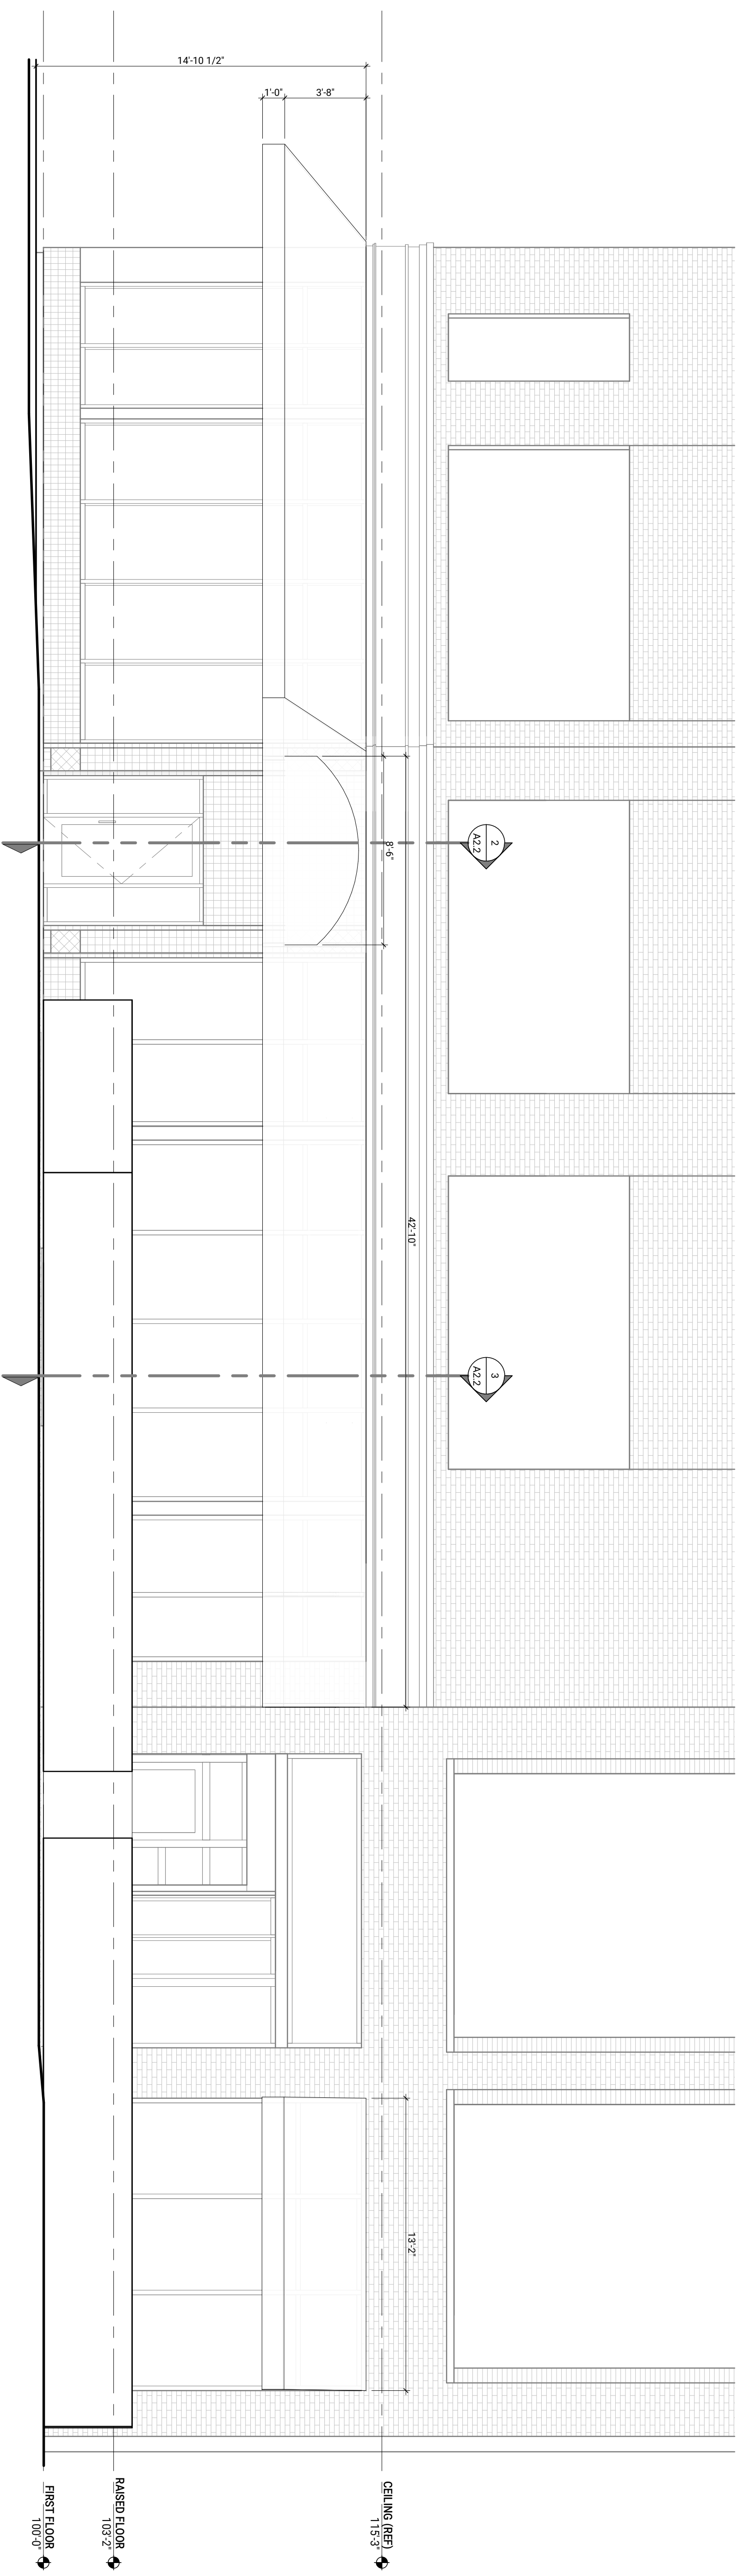 14'-10 1/2"
1'-0"
3'-8"
8'-6"
2
A2.2
42'-10"
3
A2.2
13'-2"
CEILING (REF)
115'-3"
RAISED FLOOR
103'-2"
FIRST FLOOR
100'-0"